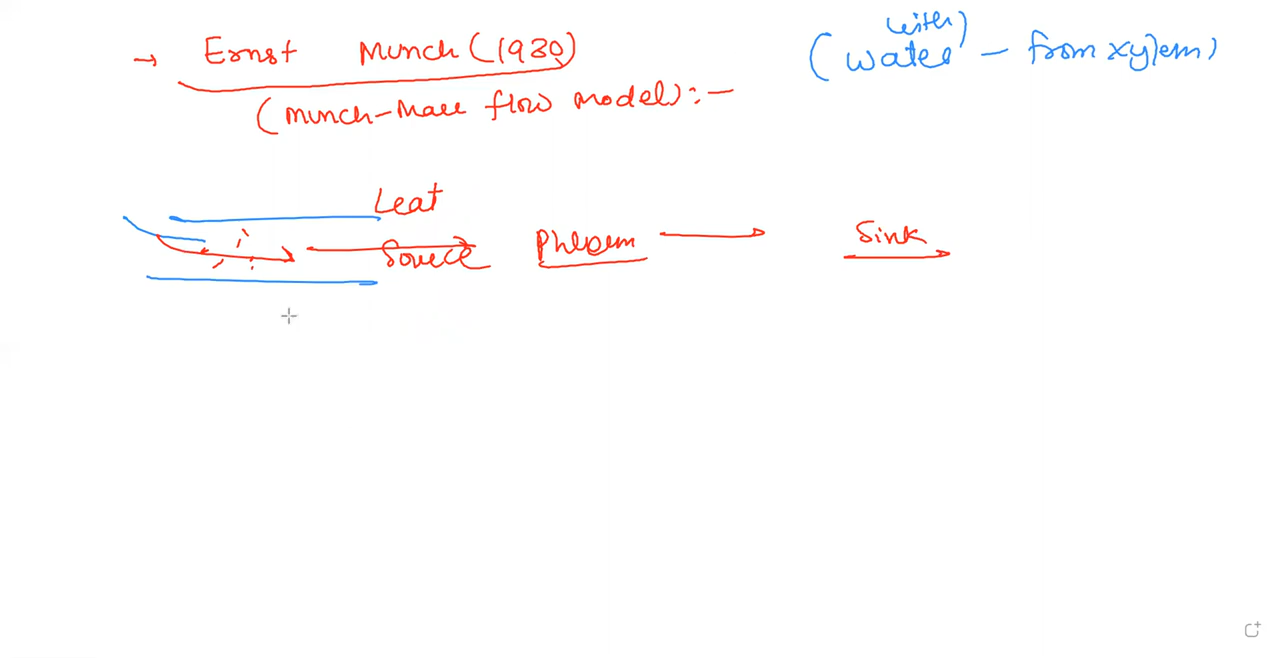 → Ernst Munch (1930)
(with)
(water - from xylem)
(Munch-Mass flow model):-
Leaf
Source Phloem → Sink